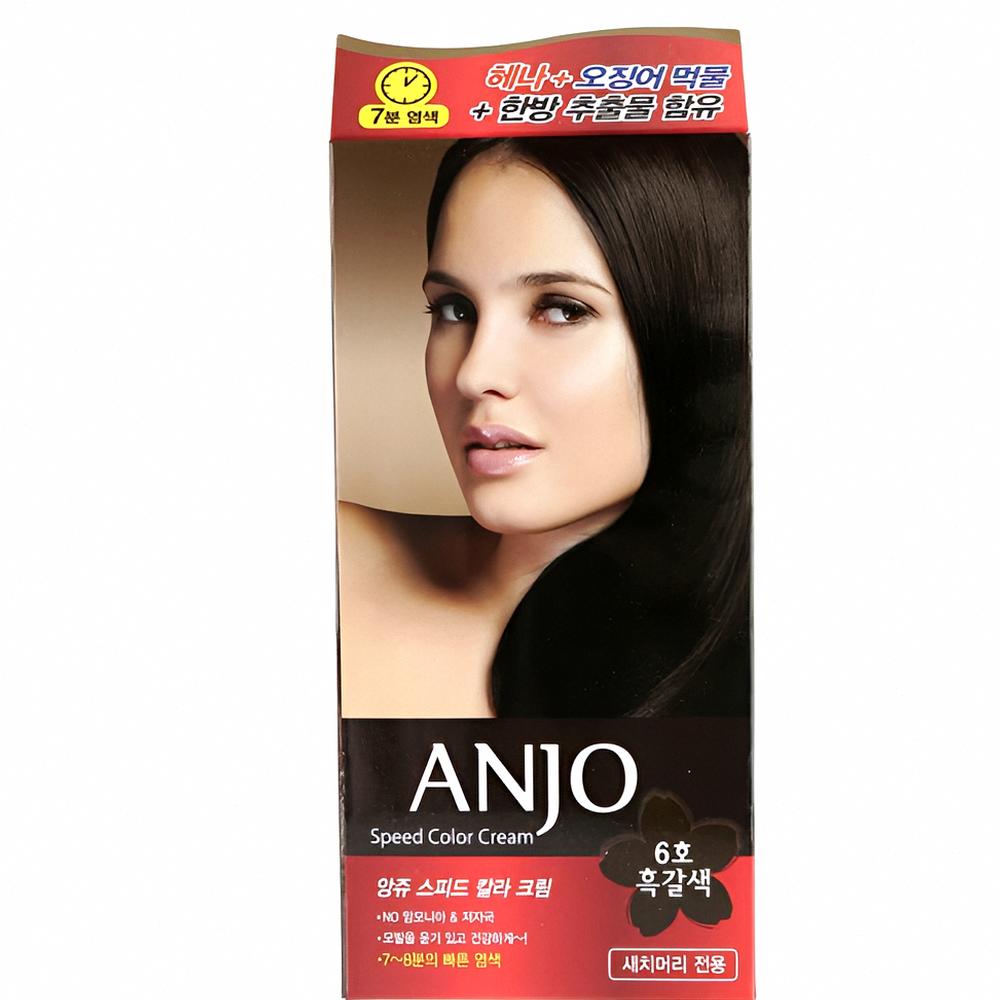 7분 염색
헤나 + 오징어 먹물
+ 한방 추출물 함유
ANJO
Speed Color Cream
6호
흑갈색
앙쥬 스피드 칼라 크림
•NO 암모니아 & 저자극
•모발을 윤기 있고 건강하게~!
•7~8분의 빠른 염색
새치머리 전용